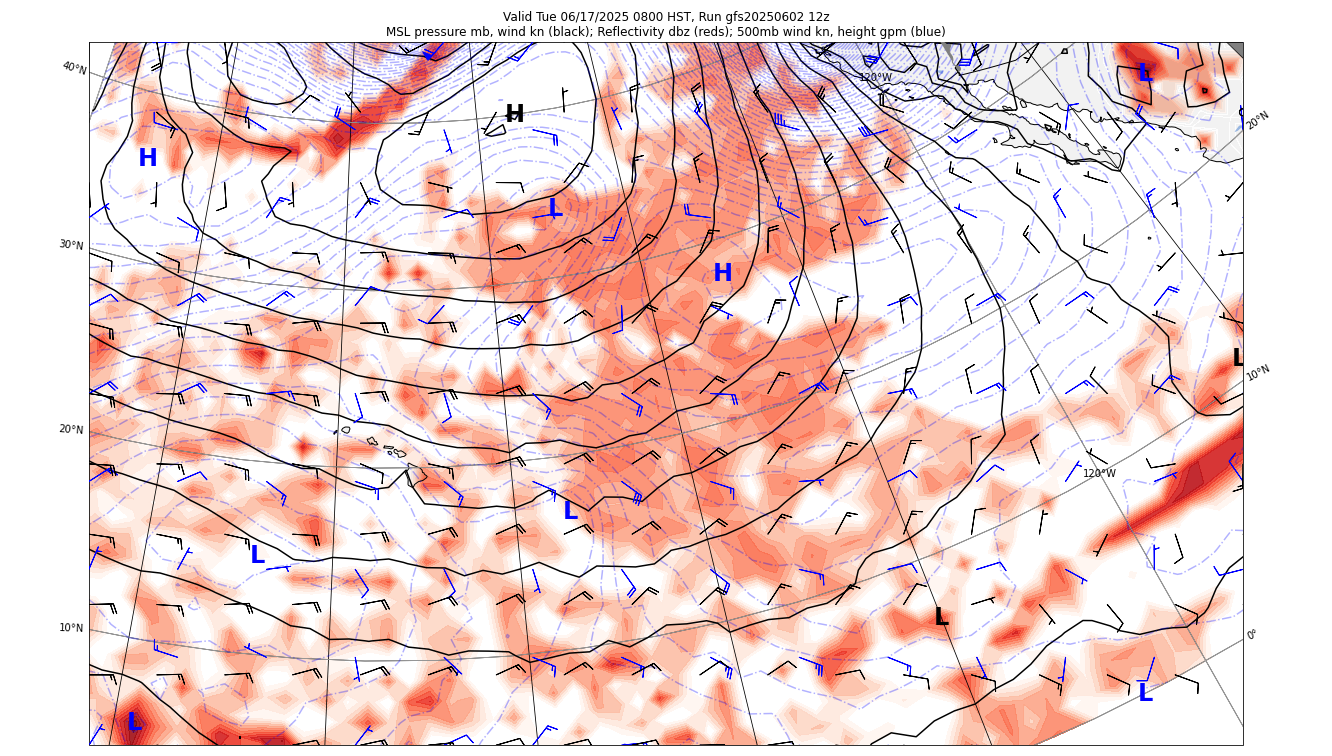 Valid Tue 06/17/2025 0800 HST, Run gfs20250602 12z
MSL pressure mb, wind kn (black); Reflectivity dbz (reds); 500mb wind kn, height gpm (blue)
40°N
120°W
L
20°N
H
H
L
30°N
H
L
10°N
20°N
120°W
L
L
10°N
L
0°
L
L